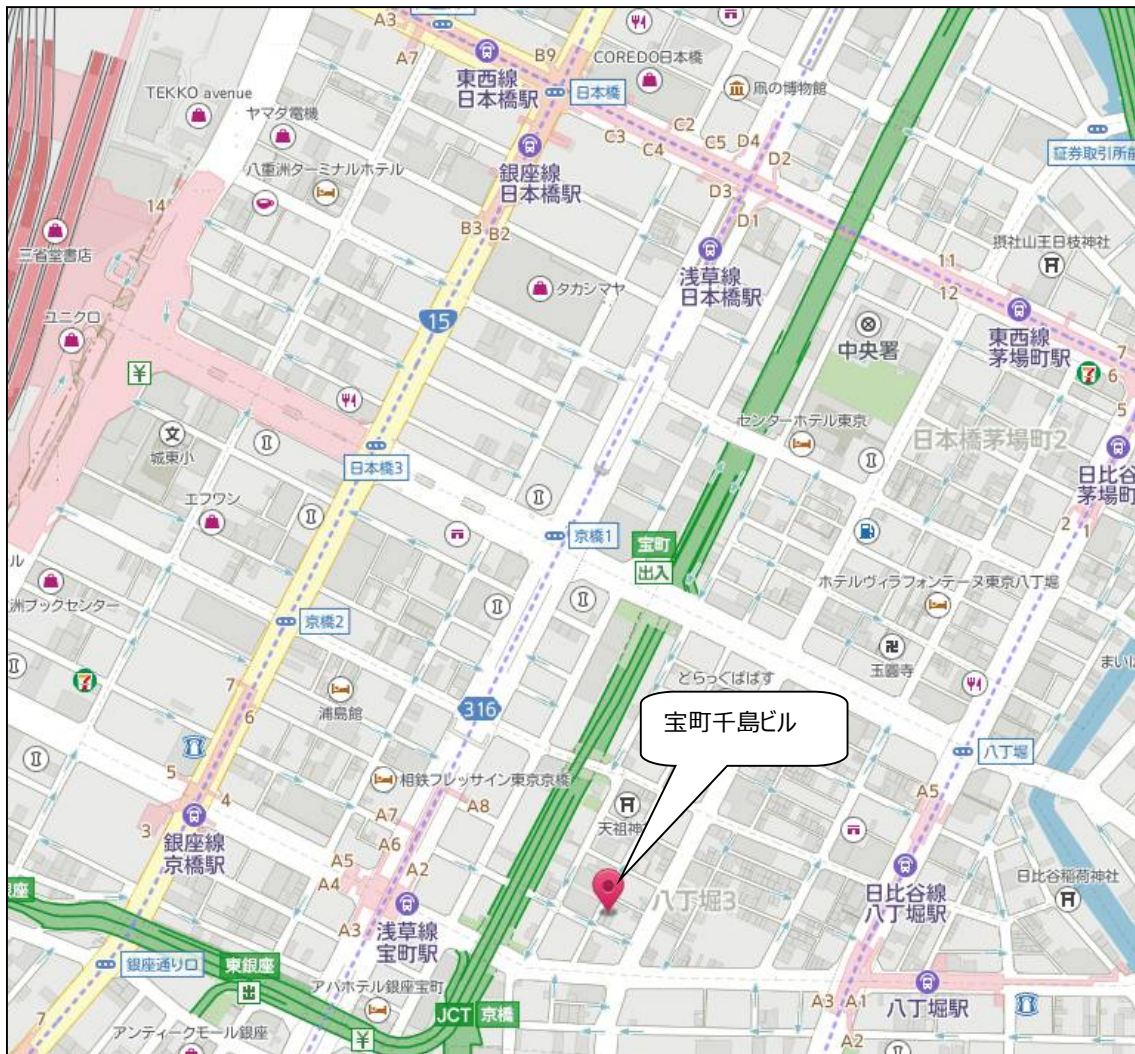 A3
A7
東西線
日本橋駅
B9
日本橋
COREDO日本橋
凧の博物館
TEKKO avenue
ヤマダ電機
八重洲ターミナルホテル
銀座線
日本橋駅
C3
C4
C2
C5
D4
D2
D3
D1
証券取引所前
14
B3
B2
三省堂書店
タカシマヤ
浅草線
日本橋駅
摂社山王日枝神社
11
12
ユニクロ
15
中央署
東西線
茅場町駅
7
6
5
¥
文
城東小
日本橋3
センターホテル東京
日本橋茅場町2
日比谷
茅場町
エフワン
京橋1
宝町
出入
2
1
ル
洲ブックセンター
京橋2
ホテルヴィラフォンテーヌ東京八丁堀
玉圓寺
どらっぐぱぱす
まいば
7
7
6
浦島館
316
宝町千島ビル
八丁堀
5
4
3
銀座線
京橋駅
相鉄フレッサイン東京京橋
A7
A8
A6
A5
A4
A2
A3
天祖神
A5
八丁堀3
日比谷線
八丁堀駅
日比谷稲荷神社
浅草線
宝町駅
銀座
銀座通り口
東銀座
出
アパホテル銀座宝町
JCT 京橋
A3
A1
八丁堀駅
7
アンティークモール銀座
¥
A2